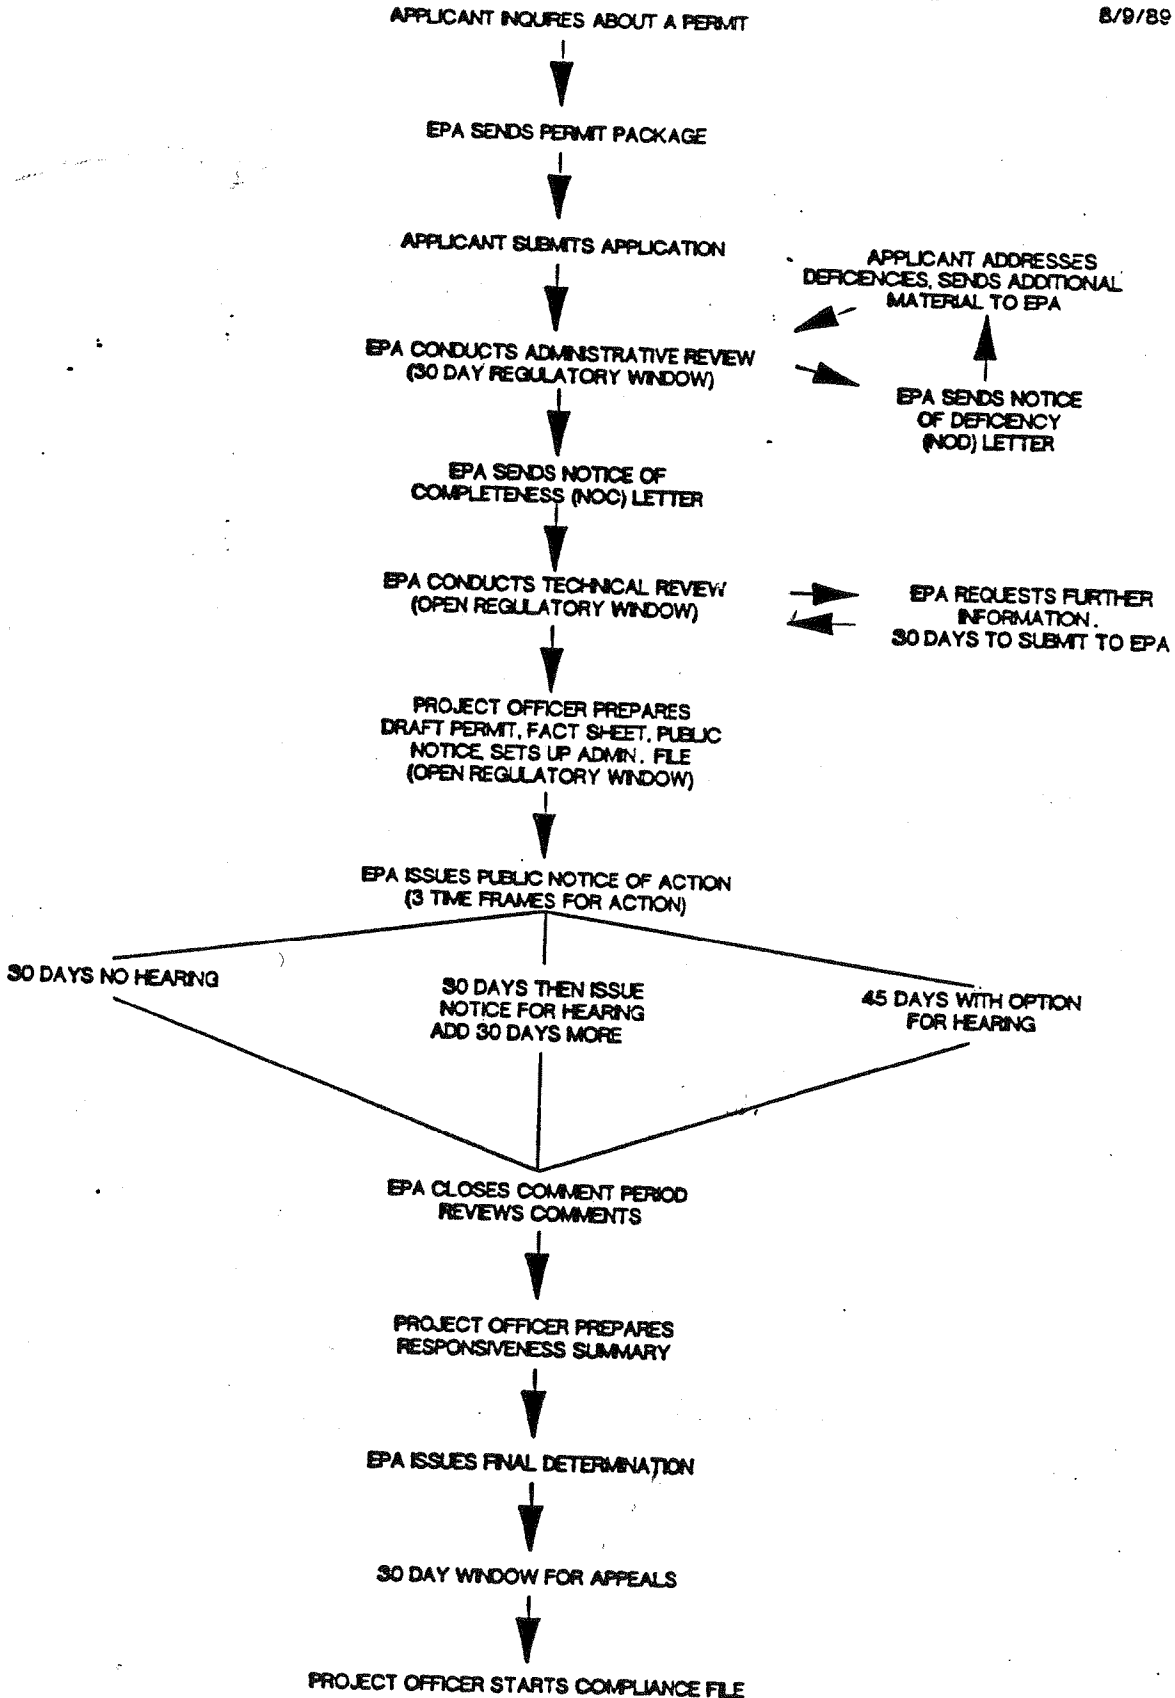 8/9/89
APPLICANT INQUIRES ABOUT A PERMIT
EPA SENDS PERMIT PACKAGE
APPLICANT SUBMITS APPLICATION
APPLICANT ADDRESSES
DEFICENCIES, SENDS ADDITIONAL
MATERIAL TO EPA
EPA CONDUCTS ADMINISTRATIVE REVIEW
(30 DAY REGULATORY WINDOW)
EPA SENDS NOTICE
OF DEFICENCY
(NOD) LETTER
EPA SENDS NOTICE OF
COMPLETENESS (NOC) LETTER
EPA CONDUCTS TECHNICAL REVIEW
(OPEN REGULATORY WINDOW)
EPA REQUESTS FURTHER
INFORMATION.
30 DAYS TO SUBMIT TO EPA
PROJECT OFFICER PREPARES
DRAFT PERMIT, FACT SHEET, PUBLIC
NOTICE, SETS UP ADMIN. FILE
(OPEN REGULATORY WINDOW)
EPA ISSUES PUBLIC NOTICE OF ACTION
(3 TIME FRAMES FOR ACTION)
30 DAYS NO HEARING
30 DAYS THEN ISSUE
NOTICE FOR HEARING
ADD 30 DAYS MORE
45 DAYS WITH OPTION
FOR HEARING
EPA CLOSES COMMENT PERIOD
REVIEWS COMMENTS
PROJECT OFFICER PREPARES
RESPONSIVENESS SUMMARY
EPA ISSUES FINAL DETERMINATION
30 DAY WINDOW FOR APPEALS
PROJECT OFFICER STARTS COMPLIANCE FILE